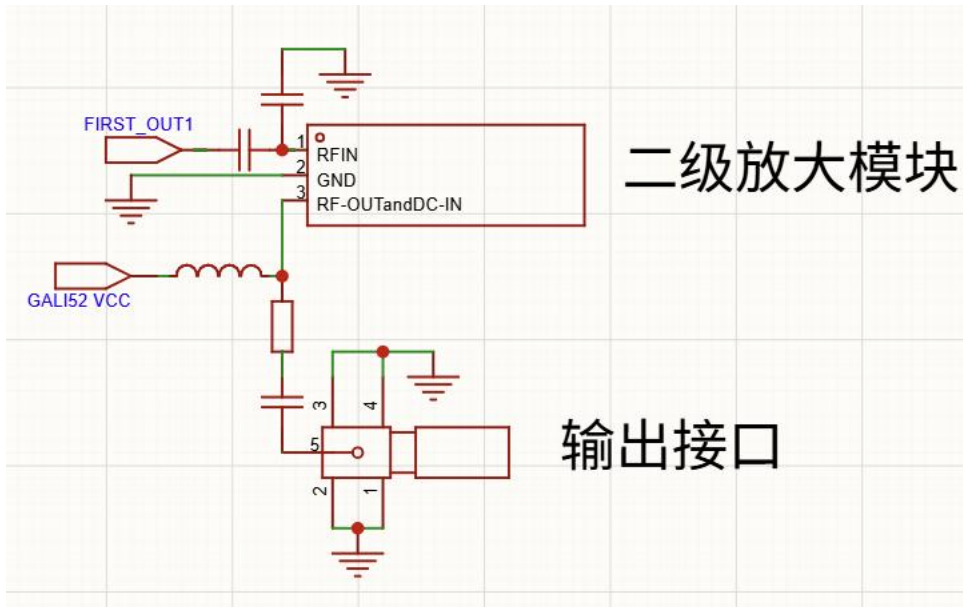 FIRST_OUT1
1
RFIN
2
GND
3
RF-OUTandDC-IN
二级放大模块
GALI52 VCC
3
4
5
2
1
输出接口